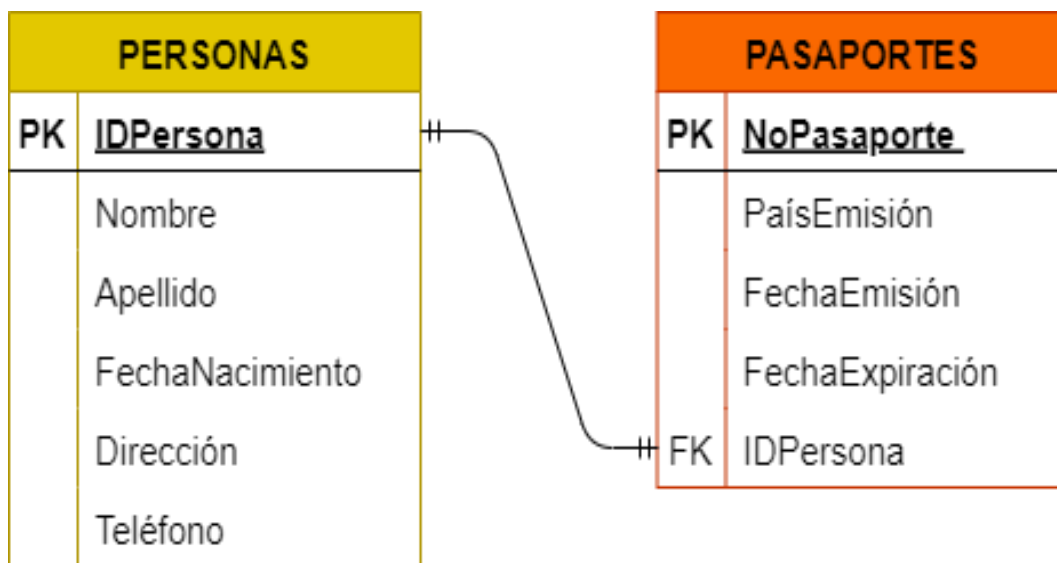 PERSONAS
PK IDPersona
Nombre
Apellido
FechaNacimiento
Dirección
Teléfono
PASAPORTES
PK NoPasaporte
PaísEmisión
FechaEmisión
FechaExpiración
FK IDPersona